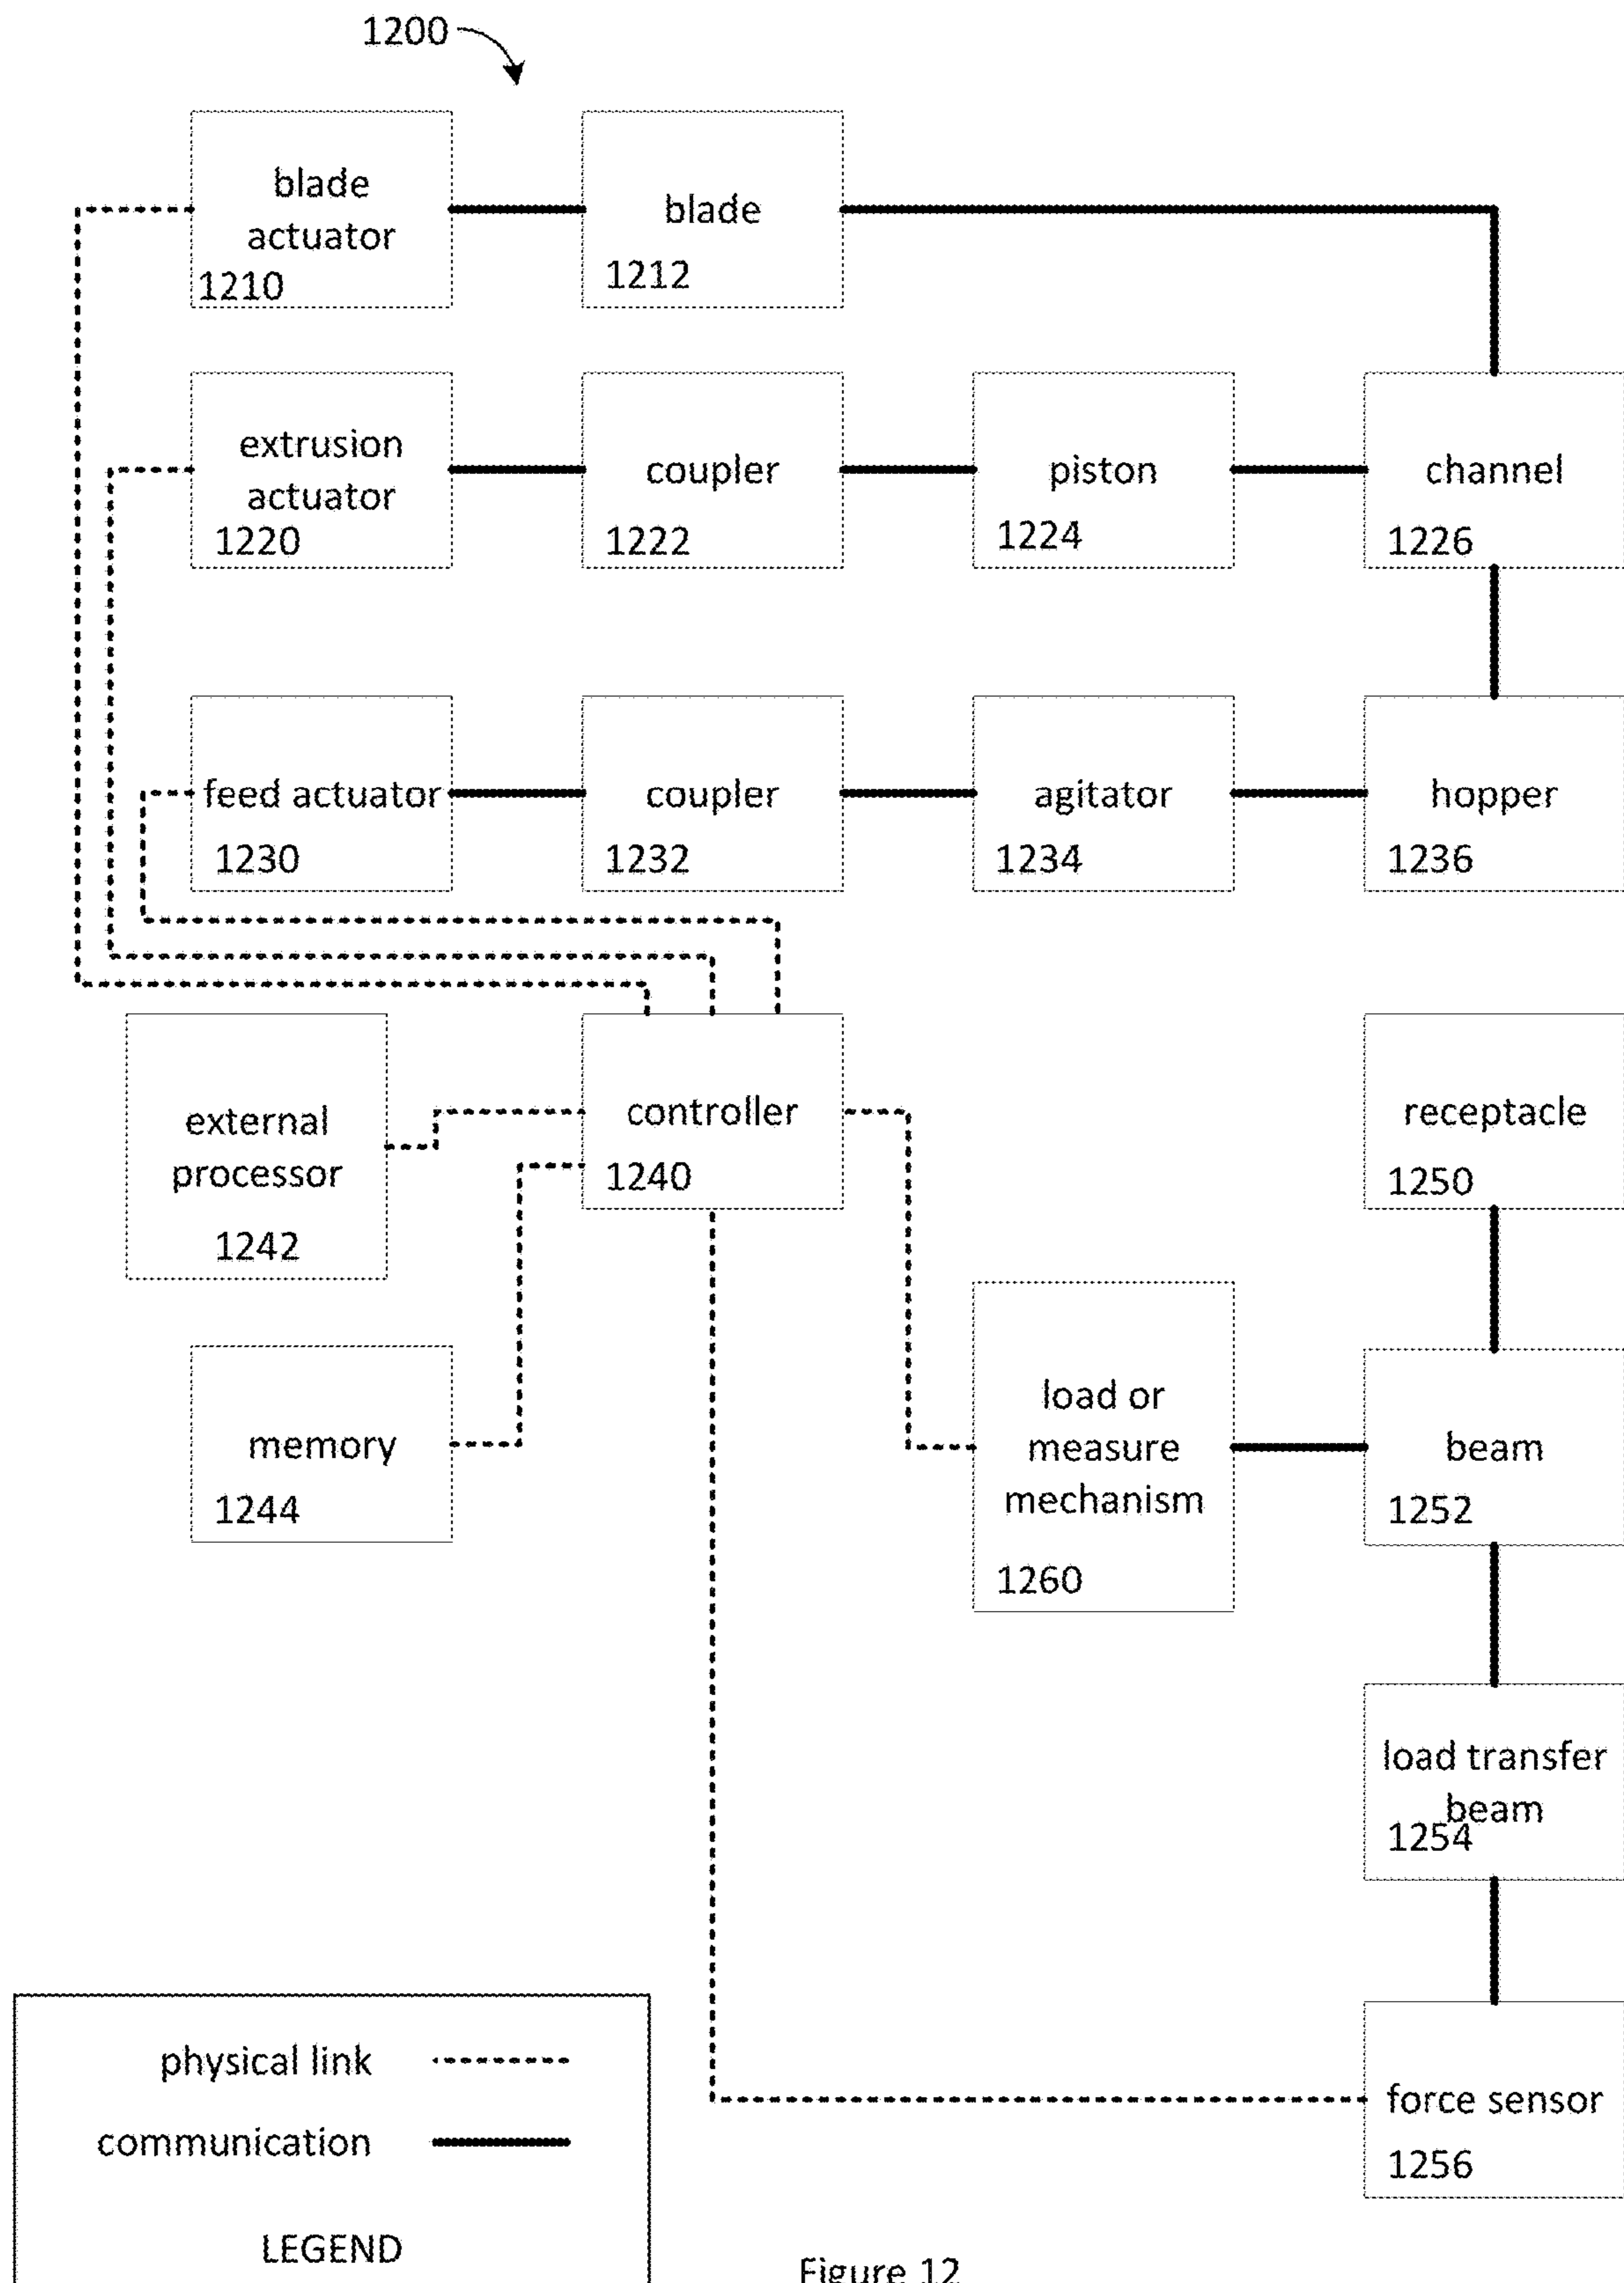 1200
blade
actuator
1210
blade
1212
extrusion
actuator
1220
coupler
1222
piston
1224
channel
1226
feed actuator
1230
coupler
1232
agitator
1234
hopper
1236
external
processor
1242
controller
1240
receptacle
1250
memory
1244
load or
measure
mechanism
1260
beam
1252
load transfer
beam
1254
force sensor
1256
physical link
communication
LEGEND
Figure 12